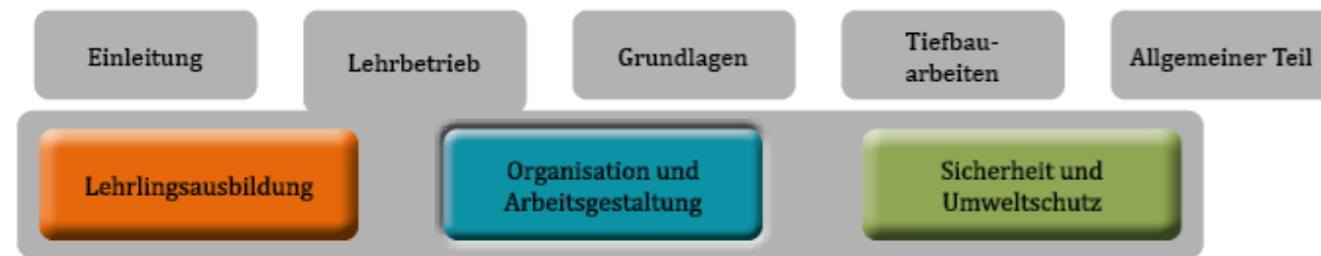 Einleitung
Lehrbetrieb
Grundlagen
Tiefbau-
arbeiten
Allgemeiner Teil
Lehrlingsausbildung
Organisation und
Arbeitsgestaltung
Sicherheit und
Umweltschutz